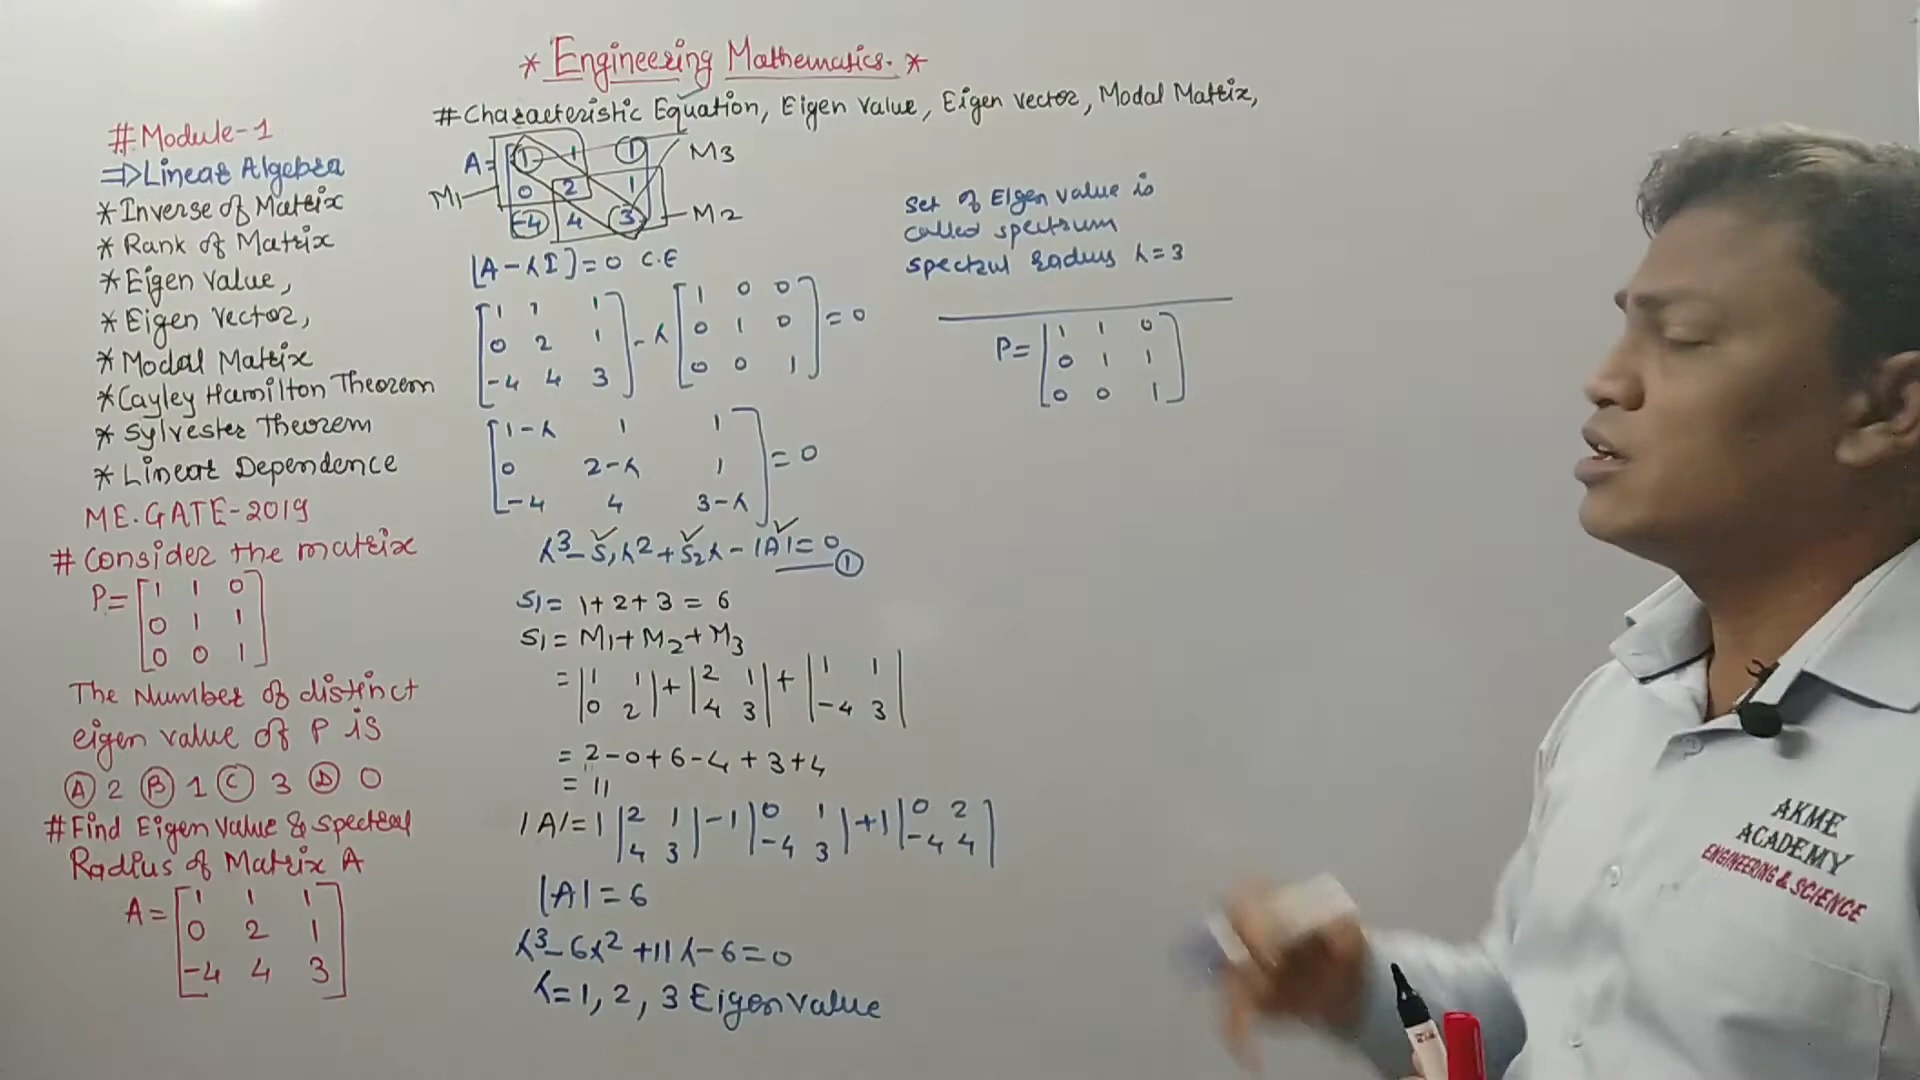 * Engineering Mathematics. *
# Characteristic Equation, Eigen value, Eigen vector, Modal Matrix,
# Module-1
⇒ Linear Algebra
* Inverse of Matrix
* Rank of Matrix
* Eigen Value,
* Eigen Vector,
* Modal Matrix
* Cayley Hamilton Theorem
* Sylvester Theorem
* Linear Dependence
ME.GATE-2019
# Consider the matrix
P= [1 1 0
0 1 1
0 0 1]
The Number of distinct
eigen value of P is
Ⓐ 2 Ⓑ 1 Ⓒ 3 Ⓓ 0
# Find Eigen Value & Spectral
Radius of Matrix A
A= [1 1 1
0 2 1
-4 4 3]
A= [1 1 1
0 2 1
-4 4 3]
M1
M3
M2
[A-λI]=0 C.E
[1 1 1
0 2 1
-4 4 3] -λ [1 0 0
0 1 0
0 0 1] =0
[1-λ 1 1
0 2-λ 1
-4 4 3-λ] =0
λ³-S₁λ²+S₂λ-|A|=0
①
S₁= 1+2+3 = 6
S₁= M₁+M₂+M₃
= |1 1
0 2| + |2 1
4 3| + |1 1
-4 3|
= 2-0+6-4+3+4
= 11
|A|=1 |2 1
4 3| -1 |0 1
-4 3| +1 |0 2
-4 4|
|A|=6
λ³-6λ²+11λ-6=0
λ=1, 2, 3 Eigen value
Set of Eigen value is
called spectrum
spectrul radius λ=3
P= [1 1 0
0 1 1
0 0 1]
AKME
ACADEMY
ENGINEERING & SCIENCE